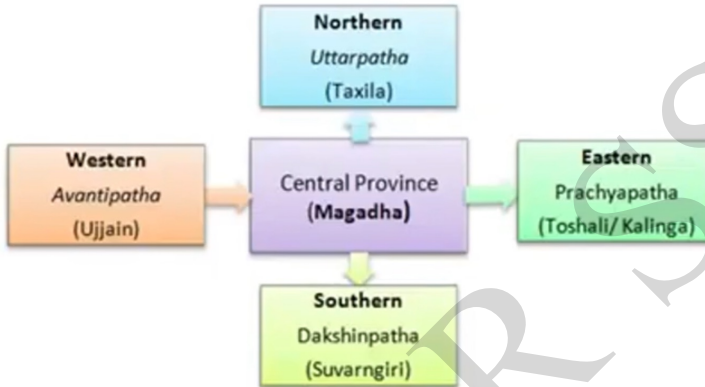 Northern
Uttarpatha
(Taxila)
Western
Avantipatha
(Ujjain)
Central Province
(Magadha)
Eastern
Prachyapatha
(Toshali/ Kalinga)
Southern
Dakshinpatha
(Suvarngiri)
R S S